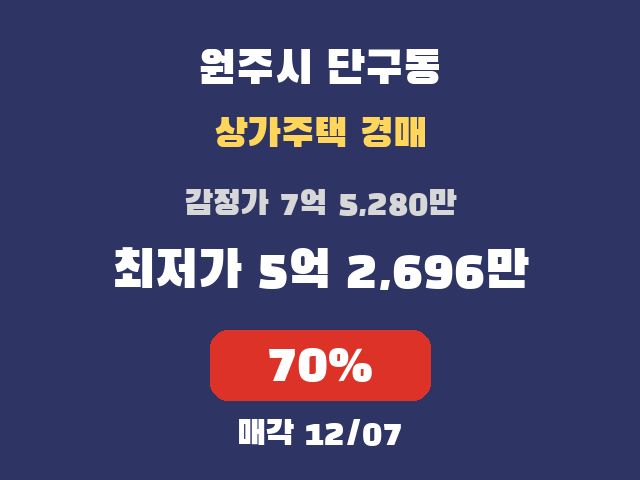 원주시 단구동
상가주택 경매
감정가 7억 5,280만
최저가 5억 2,696만
70%
매각 12/07